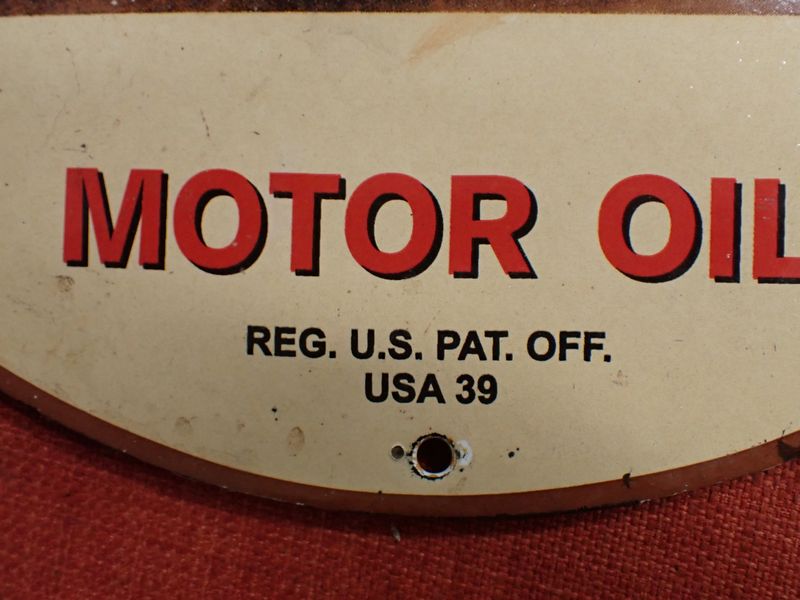 MOTOR OIL
REG. U.S. PAT. OFF.
USA 39